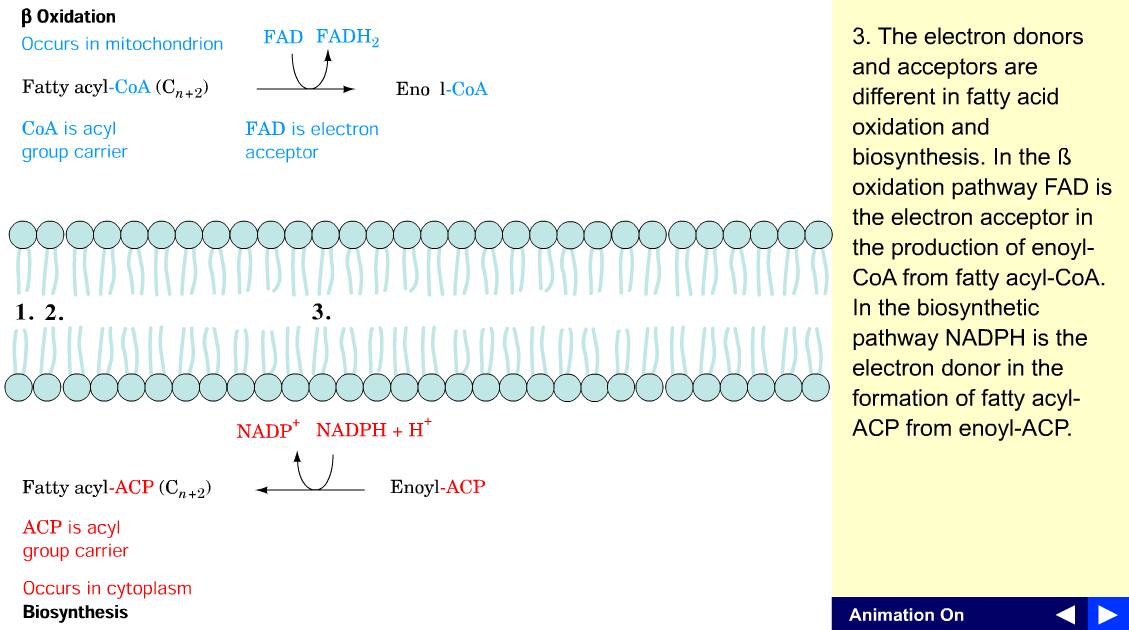 β Oxidation
Occurs in mitochondrion
FAD FADH2
Fatty acyl-CoA (Cn+2)
Eno l-CoA
CoA is acyl
group carrier
FAD is electron
acceptor
1. 2. 3.
NADP+ NADPH + H+
Fatty acyl-ACP (Cn+2)
Enoyl-ACP
ACP is acyl
group carrier
Occurs in cytoplasm
Biosynthesis
3. The electron donors
and acceptors are
different in fatty acid
oxidation and
biosynthesis. In the ß
oxidation pathway FAD is
the electron acceptor in
the production of enoyl-
CoA from fatty acyl-CoA.
In the biosynthetic
pathway NADPH is the
electron donor in the
formation of fatty acyl-
ACP from enoyl-ACP.
Animation On